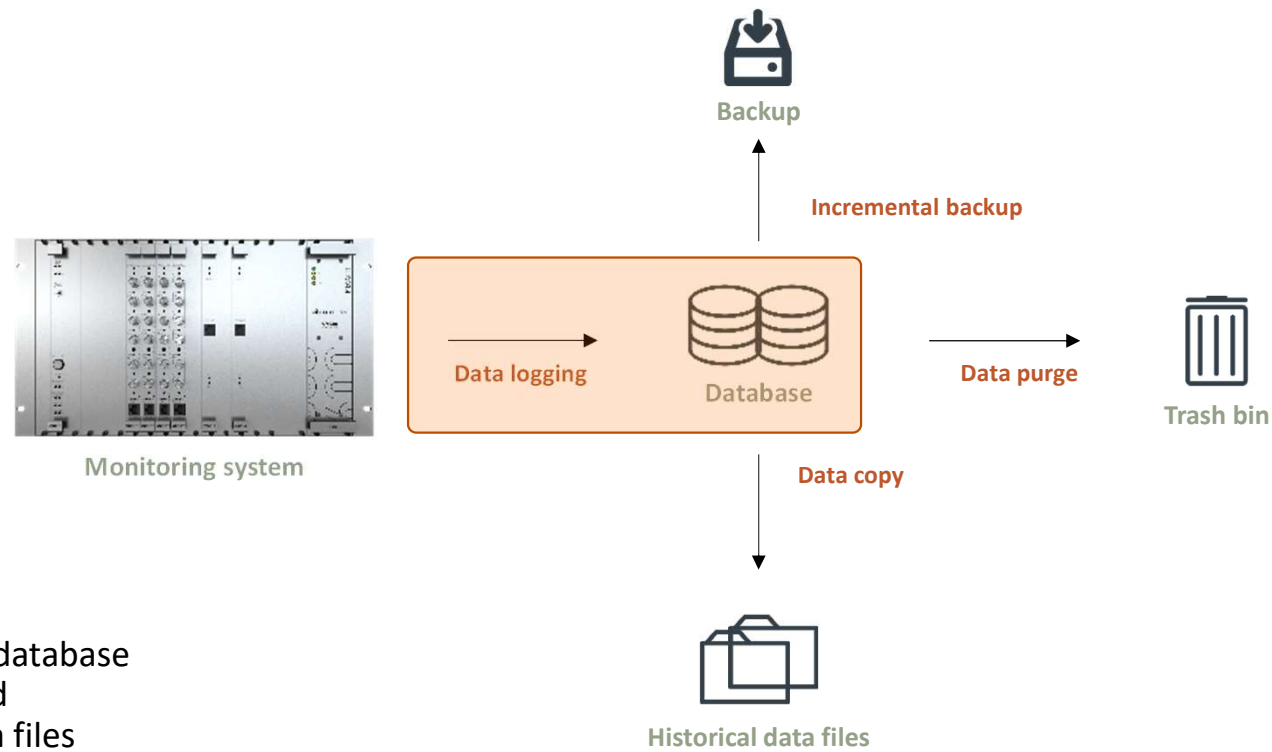 Backup
Incremental backup
Data logging
Database
Data purge
Trash bin
Monitoring system
Data copy
database
d
files
Historical data files